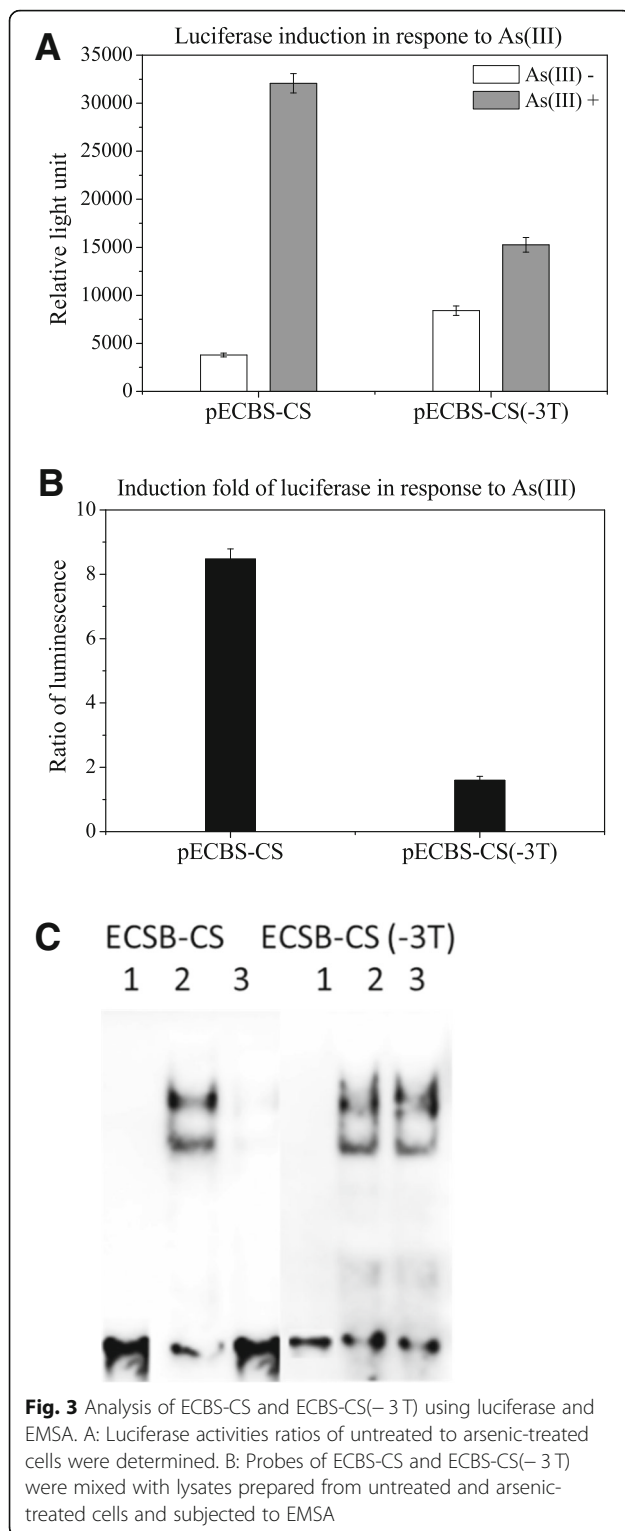 A
Luciferase induction in respone to As(III)
As(III) -
As(III) +
Relative light unit
35000
30000
25000
20000
15000
10000
5000
0
pECBS-CS
pECBS-CS(-3T)
B
Induction fold of luciferase in response to As(III)
Ratio of luminescence
10
8
6
4
2
0
pECBS-CS
pECBS-CS(-3T)
C
ECSB-CS ECSB-CS (-3T)
1 2 3 1 2 3
Fig. 3 Analysis of ECBS-CS and ECBS-CS(− 3 T) using luciferase and
EMSA. A: Luciferase activities ratios of untreated to arsenic-treated
cells were determined. B: Probes of ECBS-CS and ECBS-CS(− 3 T)
were mixed with lysates prepared from untreated and arsenic-
treated cells and subjected to EMSA